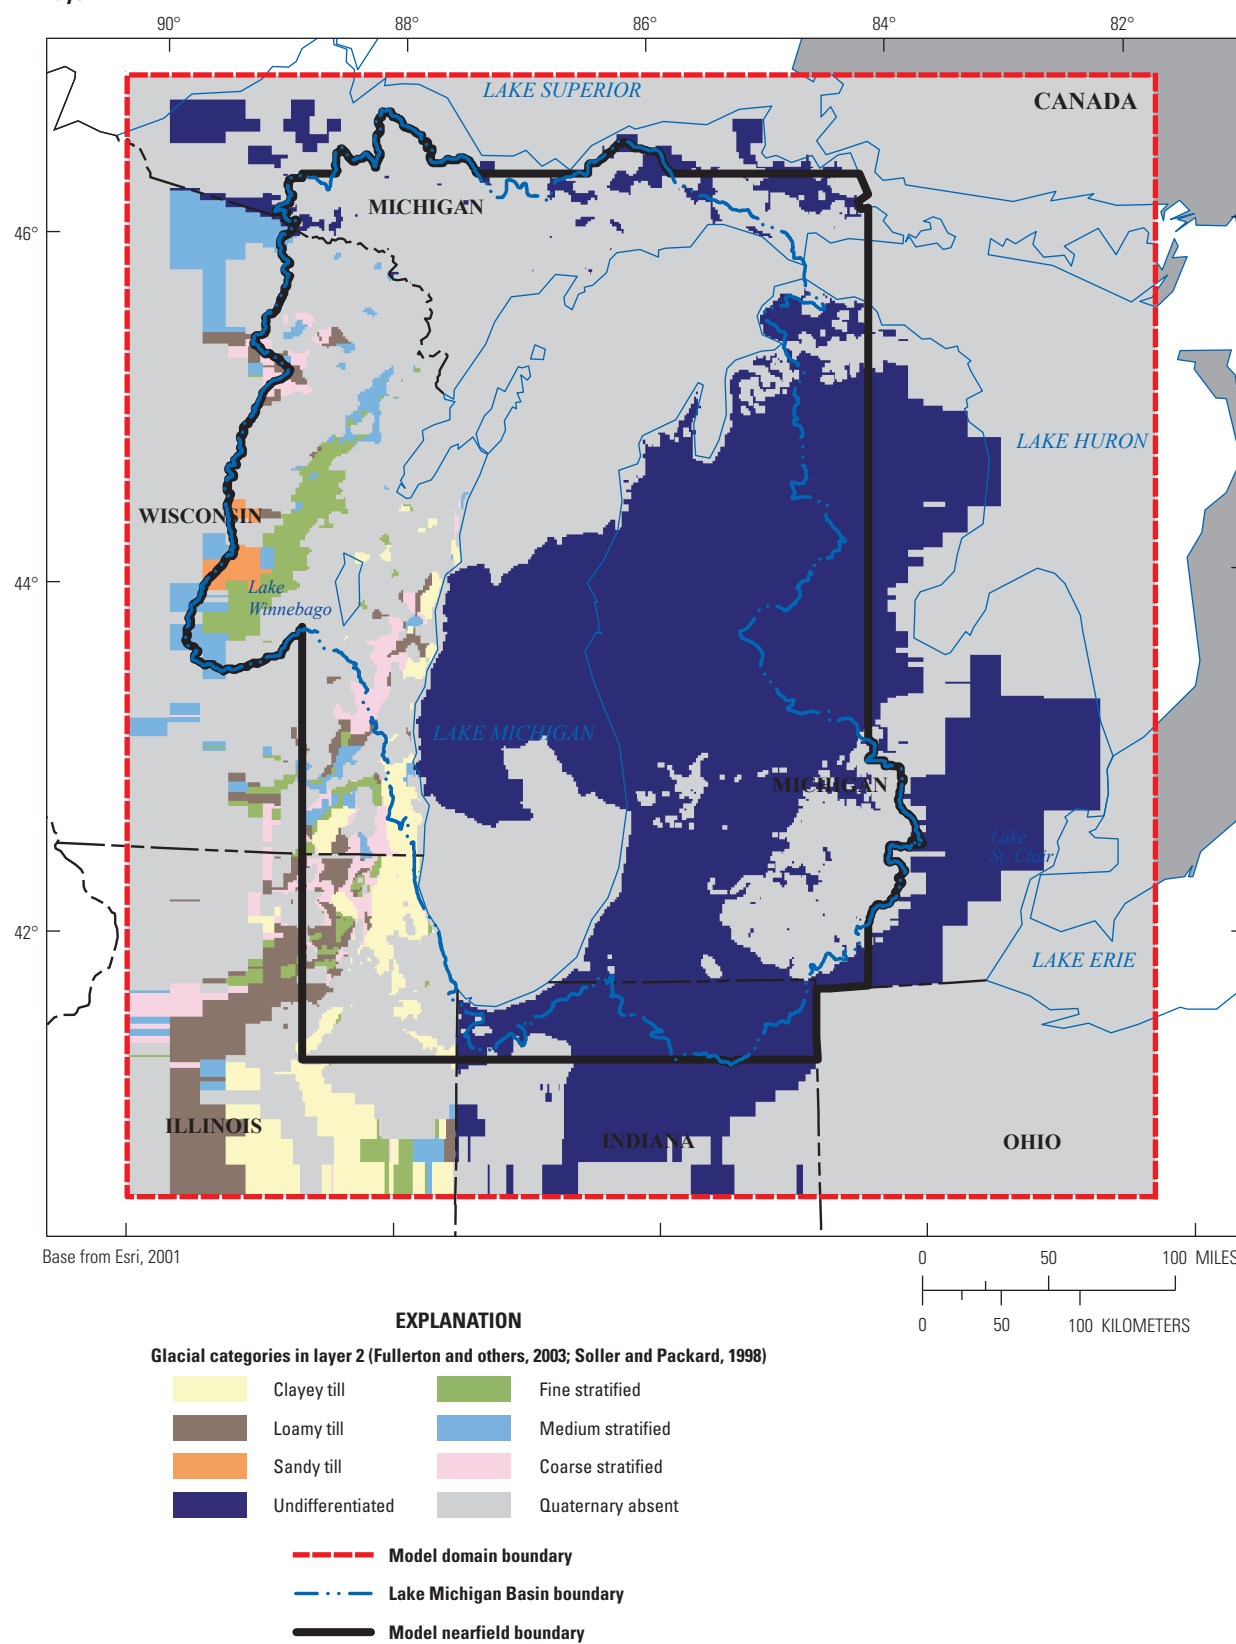 90° 88° 86° 84° 82°
LAKE SUPERIOR
CANADA
MICHIGAN
46°
LAKE HURON
WISCONSIN
44°
Lake
Winnebago
LAKE MICHIGAN
MICHIGAN
Lake
St. Clair
42°
LAKE ERIE
ILLINOIS
INDIANA
OHIO
Base from Esri, 2001
0 50 100 MILES
0 50 100 KILOMETERS
EXPLANATION
Glacial categories in layer 2 (Fullerton and others, 2003; Soller and Packard, 1998)
Clayey till
Fine stratified
Loamy till
Medium stratified
Sandy till
Coarse stratified
Undifferentiated
Quaternary absent
Model domain boundary
Lake Michigan Basin boundary
Model nearfield boundary